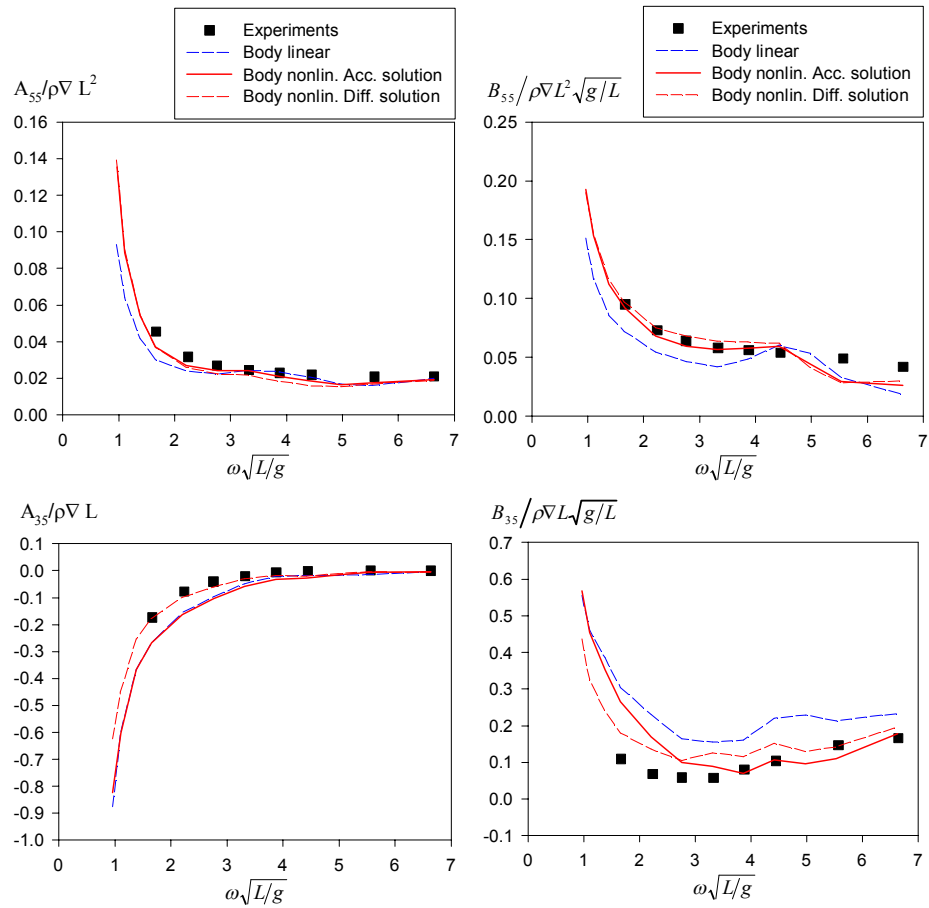 Experiments
Body linear
Body nonlin. Acc. solution
Body nonlin. Diff. solution
A₅₅/ρ∇ L²
0.16
0.14
0.12
0.10
0.08
0.06
0.04
0.02
0.00
0 1 2 3 4 5 6 7
ω√L/g
Experiments
Body linear
Body nonlin. Acc. solution
Body nonlin. Diff. solution
B₅₅/ρ∇L²√g/L
0.25
0.20
0.15
0.10
0.05
0.00
0 1 2 3 4 5 6 7
ω√L/g
A₃₅/ρ∇ L
0.1
0.0
-0.1
-0.2
-0.3
-0.4
-0.5
-0.6
-0.7
-0.8
-0.9
-1.0
0 1 2 3 4 5 6 7
ω√L/g
B₃₅/ρ∇L√g/L
0.7
0.6
0.5
0.4
0.3
0.2
0.1
0.0
-0.1
0 1 2 3 4 5 6 7
ω√L/g